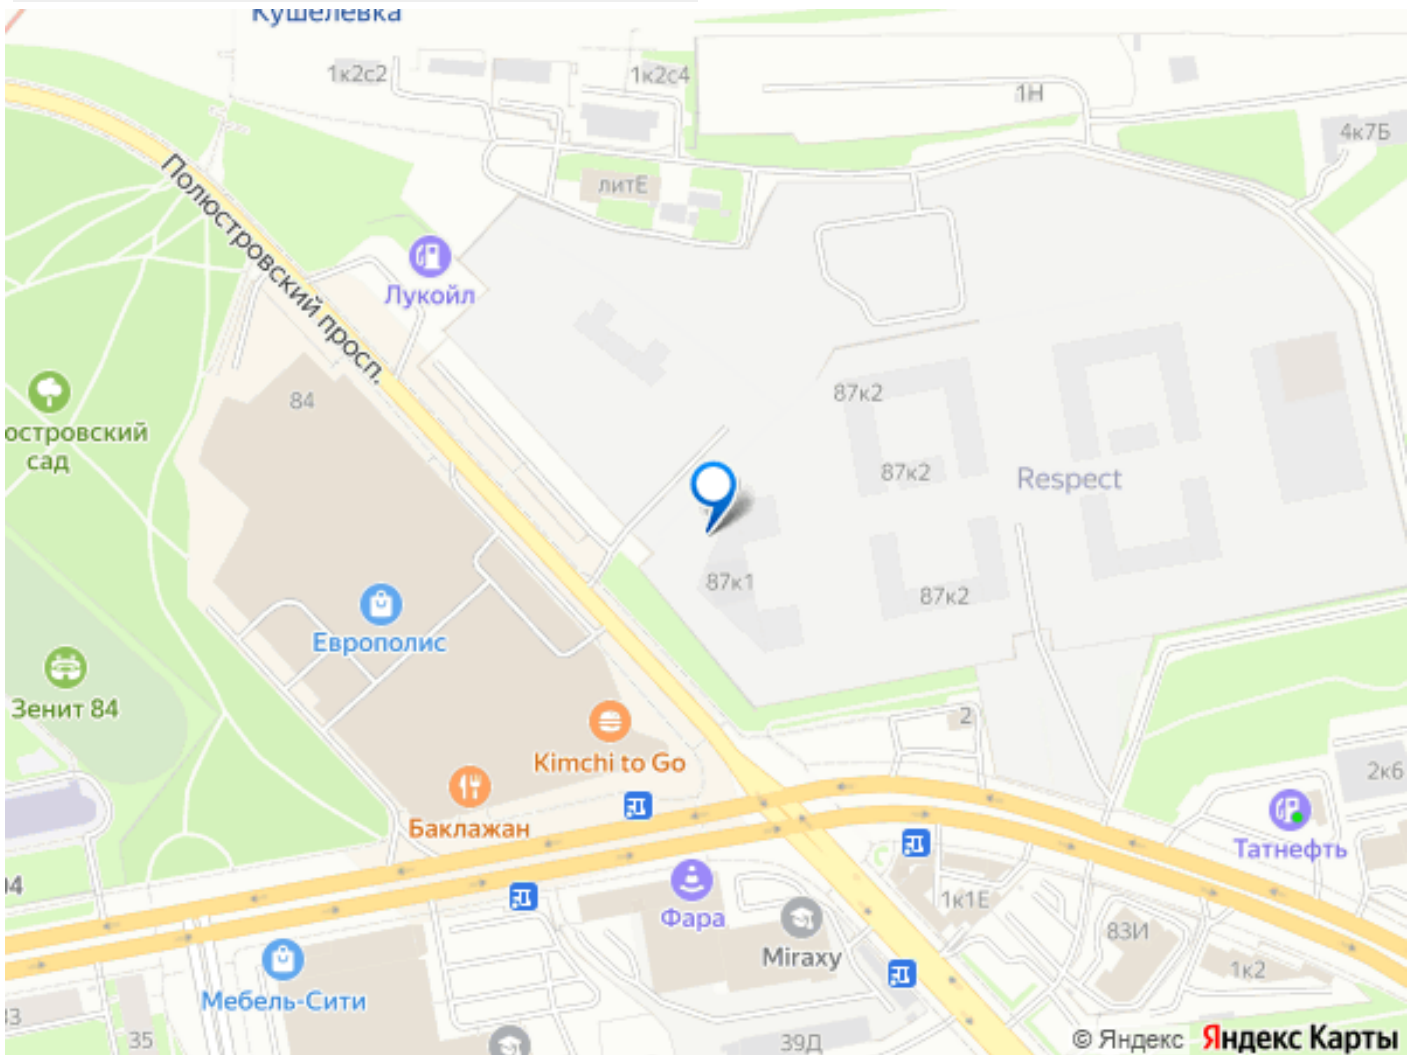 Кушелевка
1к2с2
1к2с4
1Н
4к7Б
Полюстровский просп.
литЕ
Лукойл
84
87к2
островский
сад
87к2
Respect
87к1
87к2
Европолис
Зенит 84
2
Kimchi to Go
2к6
Баклажан
Татнефть
04
1к1Е
Фара
83И
Miraxy
1к2
Мебель-Сити
33
35
39Д
© Яндекс Яндекс Карты